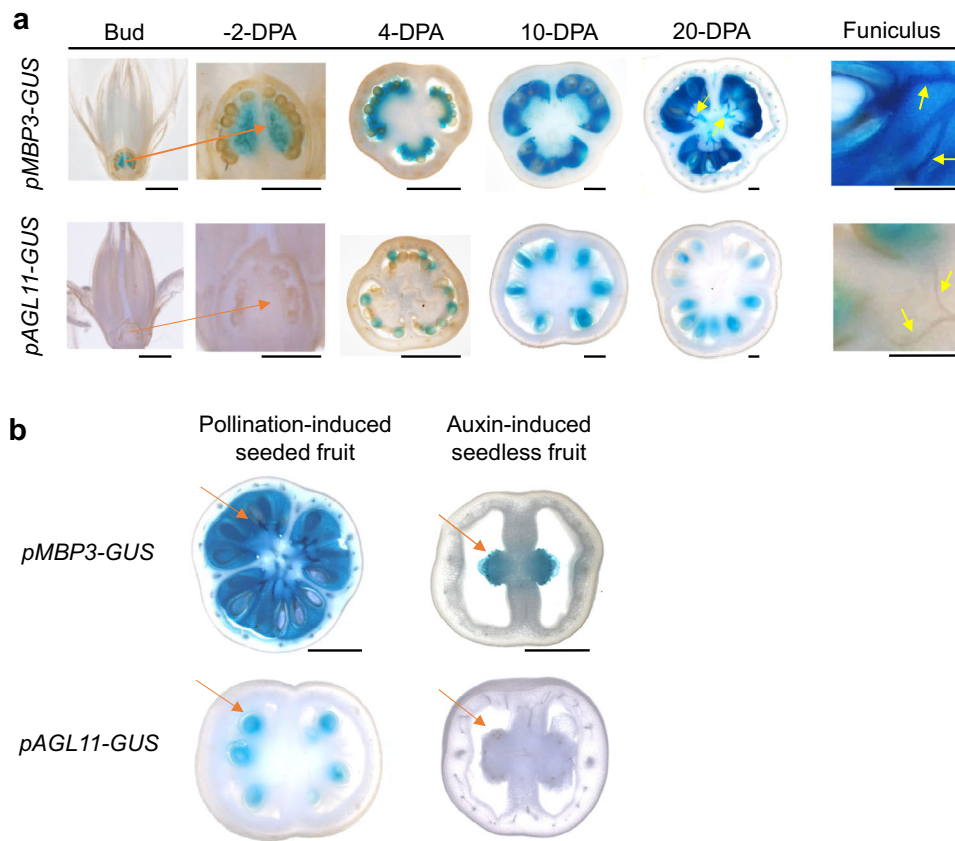 a
Bud -2-DPA 4-DPA 10-DPA 20-DPA Funiculus
pMBP3-GUS
pAGL11-GUS
b
Pollination-induced seeded fruit
Auxin-induced seedless fruit
pMBP3-GUS
pAGL11-GUS